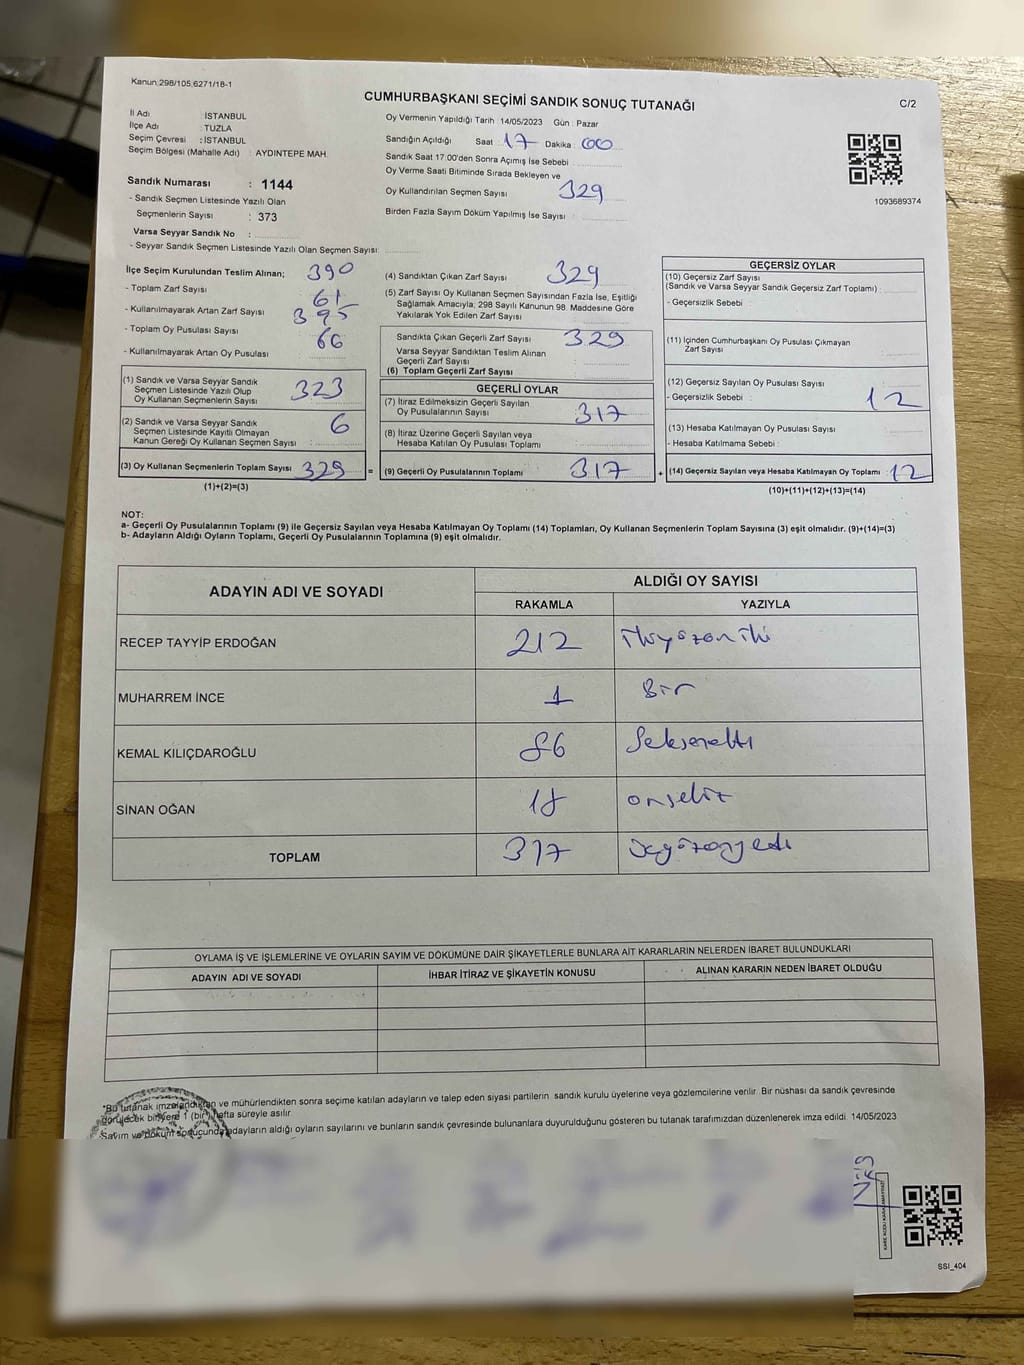 Kanun:298/105,6271/18-1
CUMHURBAŞKANI SEÇİMİ SANDIK SONUÇ TUTANAĞI
C/2
İl Adı : İSTANBUL
İlçe Adı : TUZLA
Seçim Çevresi : İSTANBUL
Seçim Bölgesi (Mahalle Adı) : AYDINTEPE MAH.
Oy Vermenin Yapıldığı Tarih : 14/05/2023 Gün : Pazar
Sandığın Açıldığı Saat : 17 Dakika : 00
Sandık Saat 17:00'den Sonra Açımış İse Sebebi :
Oy Verme Saati Bitiminde Sırada Bekleyen ve
Oy Kullandırılan Seçmen Sayısı : 329
Birden Fazla Sayım Döküm Yapılmış İse Sayısı :
1093689374
Sandık Numarası : 1144
- Sandık Seçmen Listesinde Yazılı Olan
Seçmenlerin Sayısı : 373
Varsa Seyyar Sandık No :
- Seyyar Sandık Seçmen Listesinde Yazılı Olan Seçmen Sayısı:
İlçe Seçim Kurulundan Teslim Alınan;
- Toplam Zarf Sayısı : 390
- Kullanılmayarak Artan Zarf Sayısı : 61
- Toplam Oy Pusulası Sayısı : 395
- Kullanılmayarak Artan Oy Pusulası : 66
(1) Sandık ve Varsa Seyyar Sandık
Seçmen Listesinde Yazılı Olup
Oy Kullanan Seçmenlerin Sayısı : 323
(2) Sandık ve Varsa Seyyar Sandık
Seçmen Listesinde Kayıtlı Olmayan
Kanun Gereği Oy Kullanan Seçmen Sayısı : 6
(3) Oy Kullanan Seçmenlerin Toplam Sayısı : 329 =
(1)+(2)=(3)
(4) Sandıktan Çıkan Zarf Sayısı : 329
(5) Zarf Sayısı Oy Kullanan Seçmen Sayısından Fazla İse, Eşitliği
Sağlamak Amacıyla, 298 Sayılı Kanunun 98. Maddesine Göre
Yakılarak Yok Edilen Zarf Sayısı :
Sandıkta Çıkan Geçerli Zarf Sayısı : 329
Varsa Seyyar Sandıktan Teslim Alınan
Geçerli Zarf Sayısı :
(6) Toplam Geçerli Zarf Sayısı :
GEÇERLİ OYLAR
(7) İtiraz Edilmeksizin Geçerli Sayılan
Oy Pusulalarının Sayısı : 317
(8) İtiraz Üzerine Geçerli Sayılan veya
Hesaba Katılan Oy Pusulası Toplamı :
(9) Geçerli Oy Pusulalarının Toplamı : 317 +
GEÇERSİZ OYLAR
(10) Geçersiz Zarf Sayısı
(Sandık ve Varsa Seyyar Sandık Geçersiz Zarf Toplamı) :
- Geçersizlik Sebebi :
(11) İçinden Cumhurbaşkanı Oy Pusulası Çıkmayan
Zarf Sayısı :
(12) Geçersiz Sayılan Oy Pusulası Sayısı :
- Geçersizlik Sebebi : 12
(13) Hesaba Katılmayan Oy Pusulası Sayısı :
- Hesaba Katılmama Sebebi :
(14) Geçersiz Sayılan veya Hesaba Katılmayan Oy Toplamı : 12
(10)+(11)+(12)+(13)=(14)
NOT:
a- Geçerli Oy Pusulalarının Toplamı (9) ile Geçersiz Sayılan veya Hesaba Katılmayan Oy Toplamı (14) Toplamları, Oy Kullanan Seçmenlerin Toplam Sayısına (3) eşit olmalıdır. (9)+(14)=(3)
b- Adayların Aldığı Oyların Toplamı, Geçerli Oy Pusulalarının Toplamına (9) eşit olmalıdır.
ADAYIN ADI VE SOYADI
ALDIĞI OY SAYISI
RAKAMLA YAZIYLA
RECEP TAYYİP ERDOĞAN 212 ikiyüzoniki
MUHARREM İNCE 1 Bir
KEMAL KILIÇDAROĞLU 86 Seksenaltı
SİNAN OĞAN 18 onsekiz
TOPLAM 317 üçyüzonyedi
OYLAMA İŞ VE İŞLEMLERİNE VE OYLARIN SAYIM VE DÖKÜMÜNE DAİR ŞİKAYETLERLE BUNLARA AİT KARARLARIN NELERDEN İBARET BULUNDUKLARI
ADAYIN ADI VE SOYADI İHBAR İTİRAZ VE ŞİKAYETİN KONUSU ALINAN KARARIN NEDEN İBARET OLDUĞU
*Bu tutanak imzalandıktan ve mühürlendikten sonra seçime katılan adayların ve talep eden siyasi partilerin sandık kurulu üyelerine veya gözlemcilerine verilir. Bir nüshası da sandık çevresinde
görülecek bir yere 1 (bir) hafta süreyle asılır.
Sayım ve döküm sonucunda adayların aldığı oyların sayılarını ve bunların sandık çevresinde bulunanlara duyurulduğunu gösteren bu tutanak tarafımızdan düzenlenerek imza edildi. 14/05/2023
SSI_404